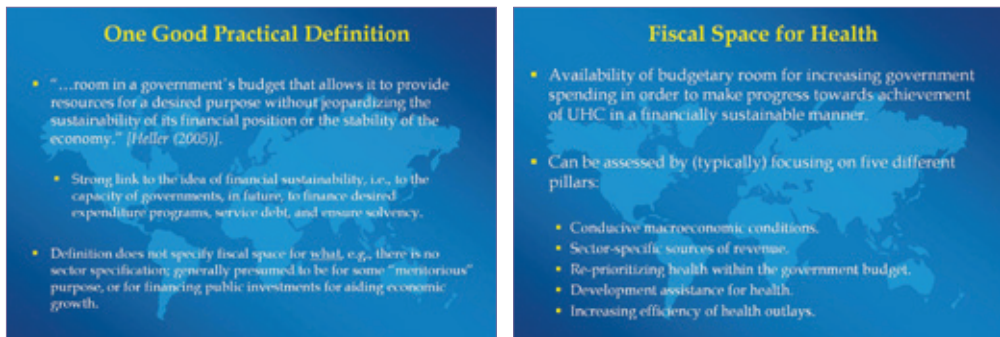 One Good Practical Definition
"…room in a government´s budget that allows it to provide
resources for a desired purpose without jeopardizing the
sustainability of its financial position or the stability of the
economy." [Heller (2005)].
Strong link to the idea of financial sustainability, i.e., to the
capacity of governments, in future, to finance desired
expenditure programs, service debt, and ensure solvency.
Definition does not specify fiscal space for what, e.g., there is no
sector specification; generally presumed to be for some "meritorious"
purpose, or for financing public investments for aiding economic
growth.
Fiscal Space for Health
Availability of budgetary room for increasing government
spending in order to make progress towards achievement
of UHC in a financially sustainable manner.
Can be assessed by (typically) focusing on five different
pillars:
Conducive macroeconomic conditions.
Sector-specific sources of revenue.
Re-prioritizing health within the government budget.
Development assistance for health.
Increasing efficiency of health outlays.